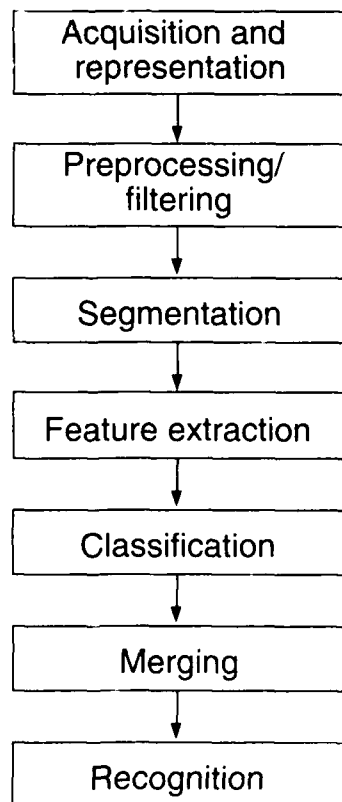 Acquisition and
representation
Preprocessing/
filtering
Segmentation
Feature extraction
Classification
Merging
Recognition